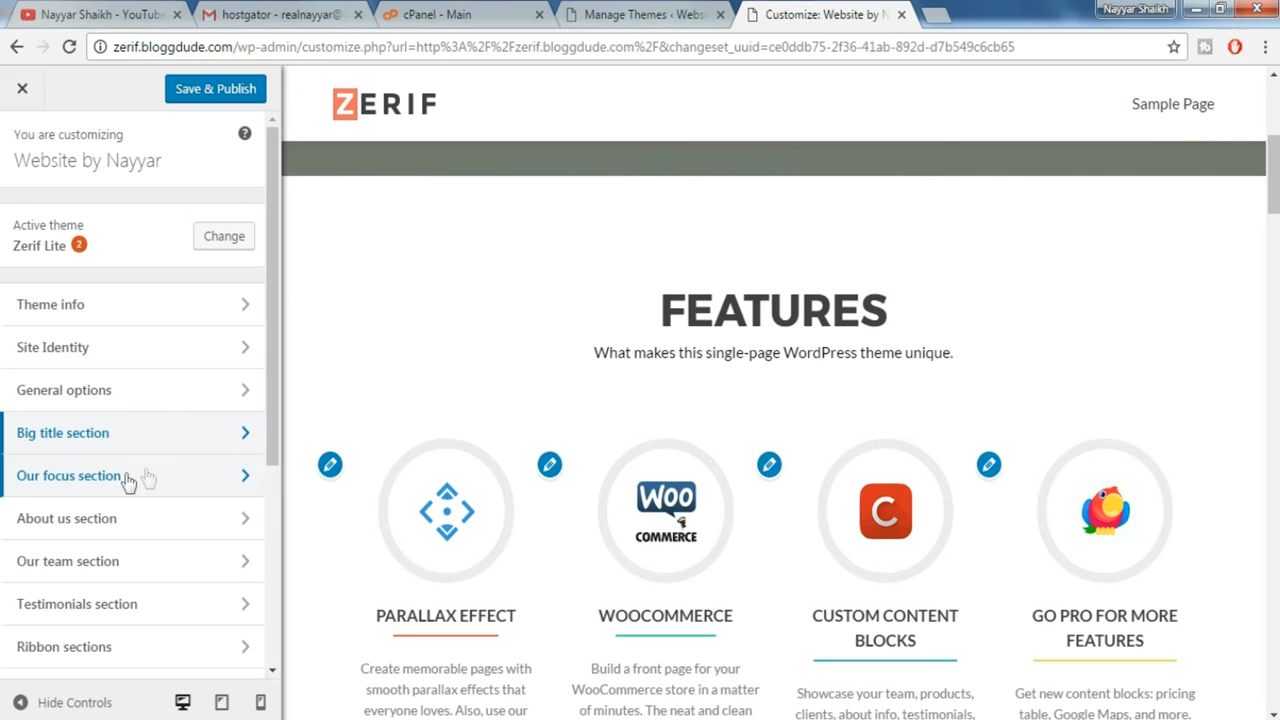 Nayyar Shaikh - YouTube
hostgator - realnayyar@
cPanel - Main
Manage Themes ‹ Websi
Customize: Website by N
Nayyar Shaikh
zerif.bloggdude.com/wp-admin/customize.php?url=http%3A%2F%2Fzerif.bloggdude.com%2F&changeset_uuid=ce0ddb75-2f36-41ab-892d-d7b549c6cb65
Save & Publish
You are customizing
Website by Nayyar
Active theme
Zerif Lite 2
Change
Theme info
Site Identity
General options
Big title section
Our focus section
About us section
Our team section
Testimonials section
Ribbon sections
Hide Controls
ZERIF
Sample Page
FEATURES
What makes this single-page WordPress theme unique.
WOO
COMMERCE
C
PARALLAX EFFECT
Create memorable pages with
smooth parallax effects that
everyone loves. Also, use our
WOOCOMMERCE
Build a front page for your
WooCommerce store in a matter
of minutes. The neat and clean
CUSTOM CONTENT
BLOCKS
Showcase your team, products,
clients, about info, testimonials,
GO PRO FOR MORE
FEATURES
Get new content blocks: pricing
table, Google Maps, and more.